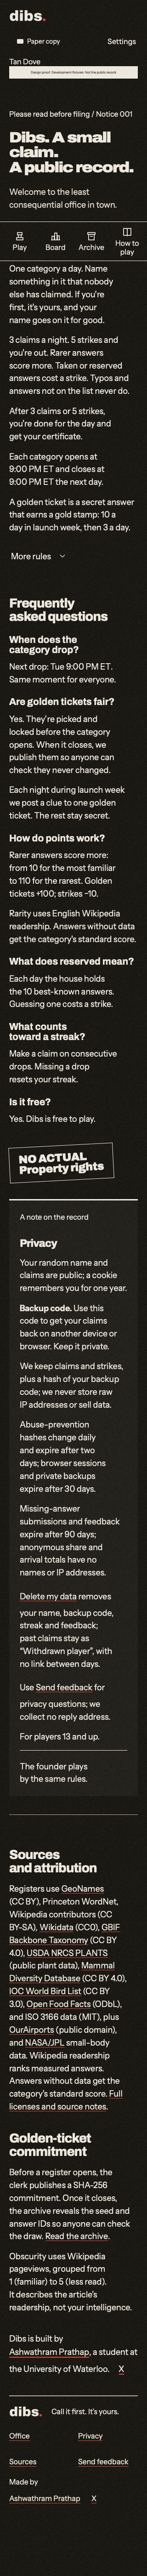 dibs.
Paper copy
Settings
Tan Dove
Design proof. Development fixtures. Not the public record
Please read before filing / Notice 001
Dibs. A small
claim.
A public record.
Welcome to the least
consequential office in town.
Play
Board
Archive
How to
play
One category a day. Name
something in it that nobody
else has claimed. If you're
first, it's yours, and your
name goes on it for good.
3 claims a night. 5 strikes and
you're out. Rarer answers
score more. Taken or reserved
answers cost a strike. Typos and
answers not on the list never do.
After 3 claims or 5 strikes,
you're done for the day and
get your certificate.
Each category opens at
9:00 PM ET and closes at
9:00 PM ET the next day.
A golden ticket is a secret answer
that earns a gold stamp: 10 a
day in launch week, then 3 a day.
More rules
Frequently
asked questions
When does the
category drop?
Next drop: Tue 9:00 PM ET.
Same moment for everyone.
Are golden tickets fair?
Yes. They're picked and
locked before the category
opens. When it closes, we
publish them so anyone can
check they never changed.
Each night during launch week
we post a clue to one golden
ticket. The rest stay secret.
How do points work?
Rarer answers score more:
from 10 for the most familiar
to 110 for the rarest. Golden
tickets +100; strikes −10.
Rarity uses English Wikipedia
readership. Answers without data
get the category's standard score.
What does reserved mean?
Each day the house holds
the 10 best-known answers.
Guessing one costs a strike.
What counts
toward a streak?
Make a claim on consecutive
drops. Missing a drop
resets your streak.
Is it free?
Yes. Dibs is free to play.
NO ACTUAL
Property rights
A note on the record
Privacy
Your random name and
claims are public; a cookie
remembers you for one year.
Backup code. Use this
code to get your claims
back on another device or
browser. Keep it private.
We keep claims and strikes,
plus a hash of your backup
code; we never store raw
IP addresses or sell data.
Abuse-prevention
hashes change daily
and expire after two
days; browser sessions
and private backups
expire after 30 days.
Missing-answer
submissions and feedback
expire after 90 days;
anonymous share and
arrival totals have no
names or IP addresses.
Delete my data removes
your name, backup code,
streak and feedback;
past claims stay as
"Withdrawn player", with
no link between days.
Use Send feedback for
privacy questions; we
collect no reply address.
For players 13 and up.
The founder plays
by the same rules.
Sources
and attribution
Registers use GeoNames
(CC BY), Princeton WordNet,
Wikipedia contributors (CC
BY-SA), Wikidata (CC0), GBIF
Backbone Taxonomy (CC BY
4.0), USDA NRCS PLANTS
(public plant data), Mammal
Diversity Database (CC BY 4.0),
IOC World Bird List (CC BY
3.0), Open Food Facts (ODbL),
OurAirports (public domain),
and ISO 3166 data (MIT), plus
and NASA/JPL small-body
data. Wikipedia readership
ranks measured answers.
Answers without data get the
category's standard score. Full
licenses and source notes.
Golden-ticket
commitment
Before a register opens, the
clerk publishes a SHA-256
commitment. Once it closes,
the archive reveals the seed and
answer IDs so anyone can check
the draw. Read the archive.
Obscurity uses Wikipedia
pageviews, grouped from
1 (familiar) to 5 (less read).
It describes the article's
readership, not your intelligence.
Dibs is built by
Ashwathram Prathap, a student at
the University of Waterloo. X
dibs.
Call it first. It's yours.
Office
Privacy
Sources
Send feedback
Made by
Ashwathram Prathap
X